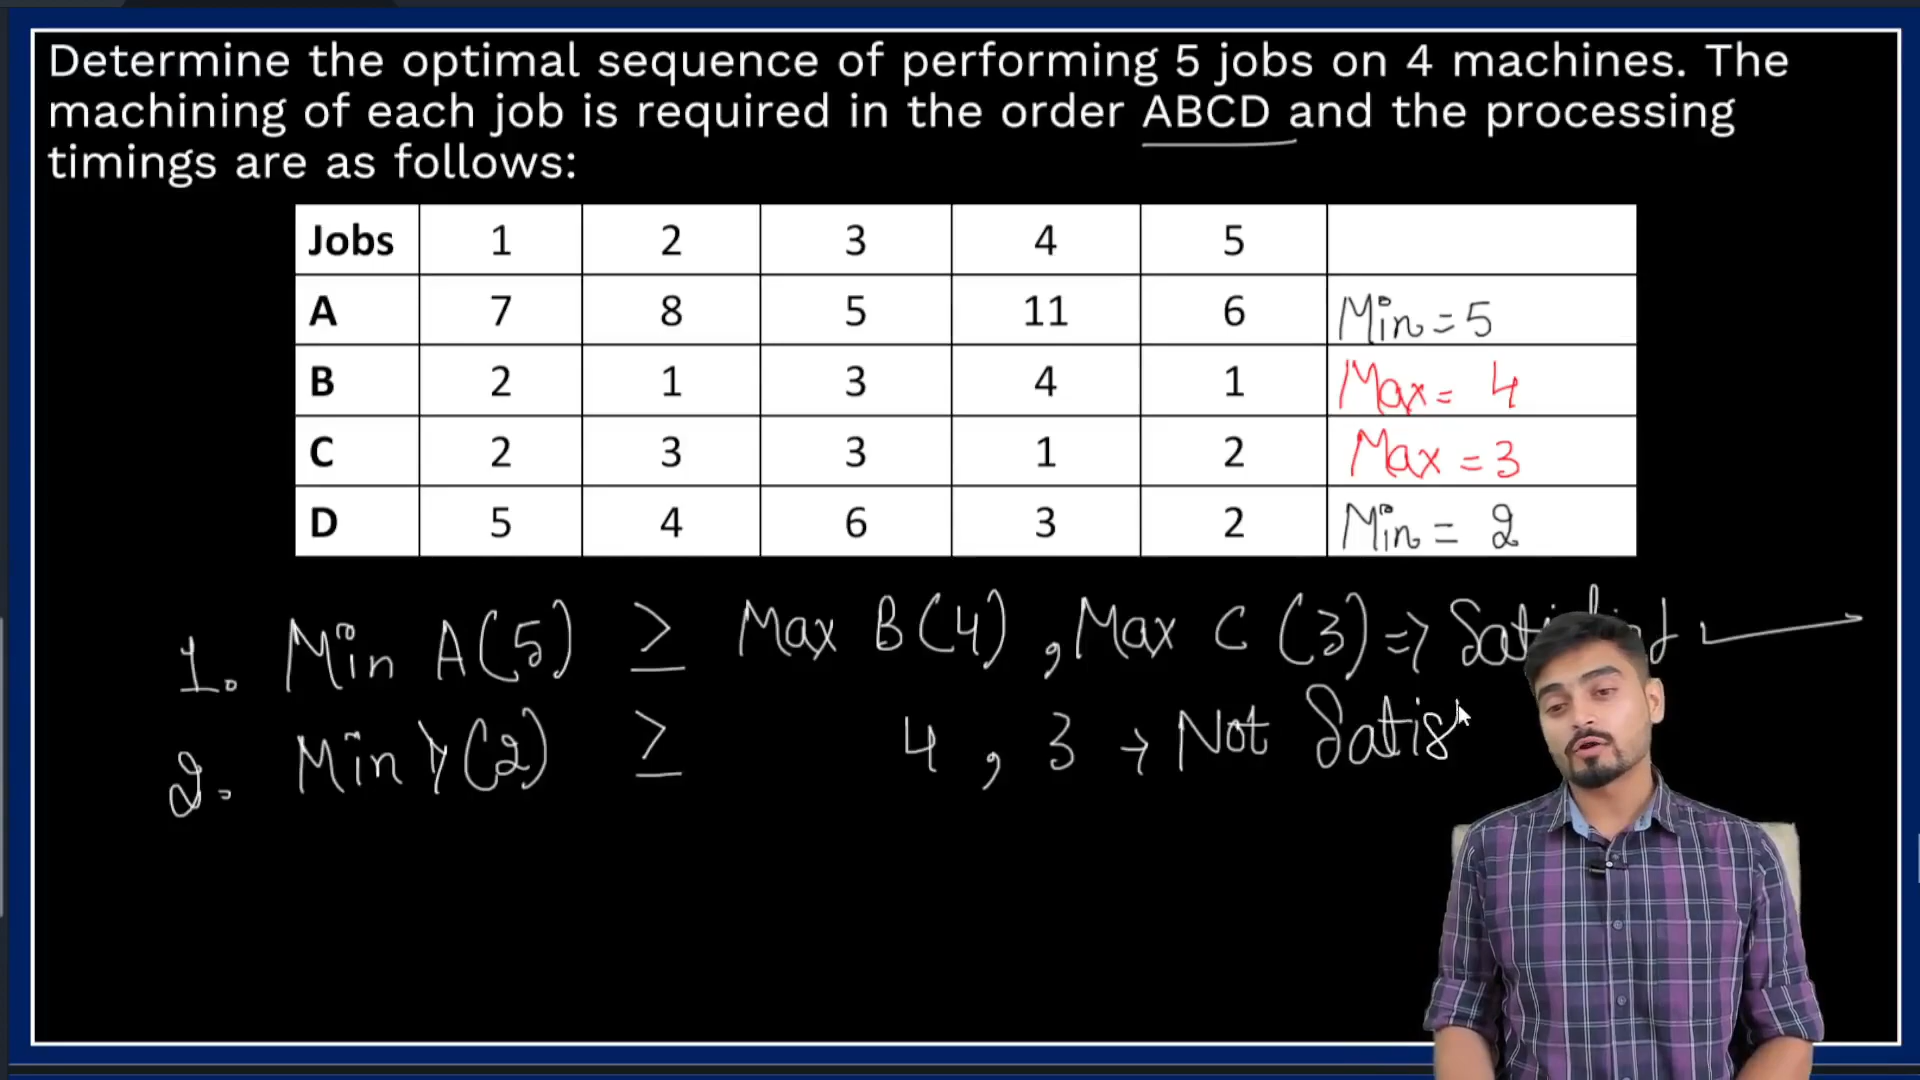 Determine the optimal sequence of performing 5 jobs on 4 machines. The
machining of each job is required in the order ABCD and the processing
timings are as follows:
Jobs 1 2 3 4 5
A 7 8 5 11 6 Min = 5
B 2 1 3 4 1 Max = 4
C 2 3 3 1 2 Max = 3
D 5 4 6 3 2 Min = 2
1. Min A(5) ≥ Max B(4), Max C (3) =>
2. Min (2) ≥ 4, 3 → Not Satis